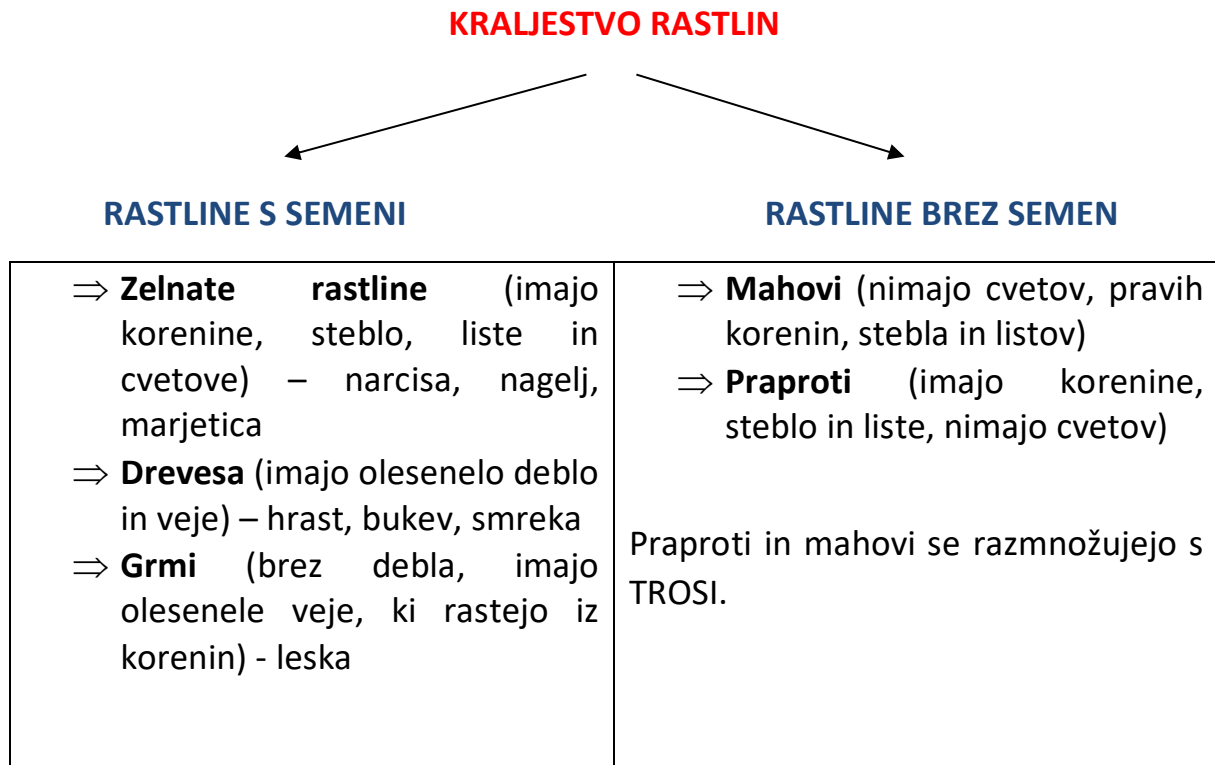 KRALJESTVO RASTLIN
RASTLINE S SEMENI
⇒ Zelnate rastline (imajo
korenine, steblo, liste in
cvetove) – narcisa, nagelj,
marjetica
⇒ Drevesa (imajo olesenelo deblo
in veje) – hrast, bukev, smreka
⇒ Grmi (brez debla, imajo
olesenele veje, ki rastejo iz
korenin) - leska
RASTLINE BREZ SEMEN
⇒ Mahovi (nimajo cvetov, pravih
korenin, stebla in listov)
⇒ Praproti (imajo korenine,
steblo in liste, nimajo cvetov)
Praproti in mahovi se razmnožujejo s
TROSI.